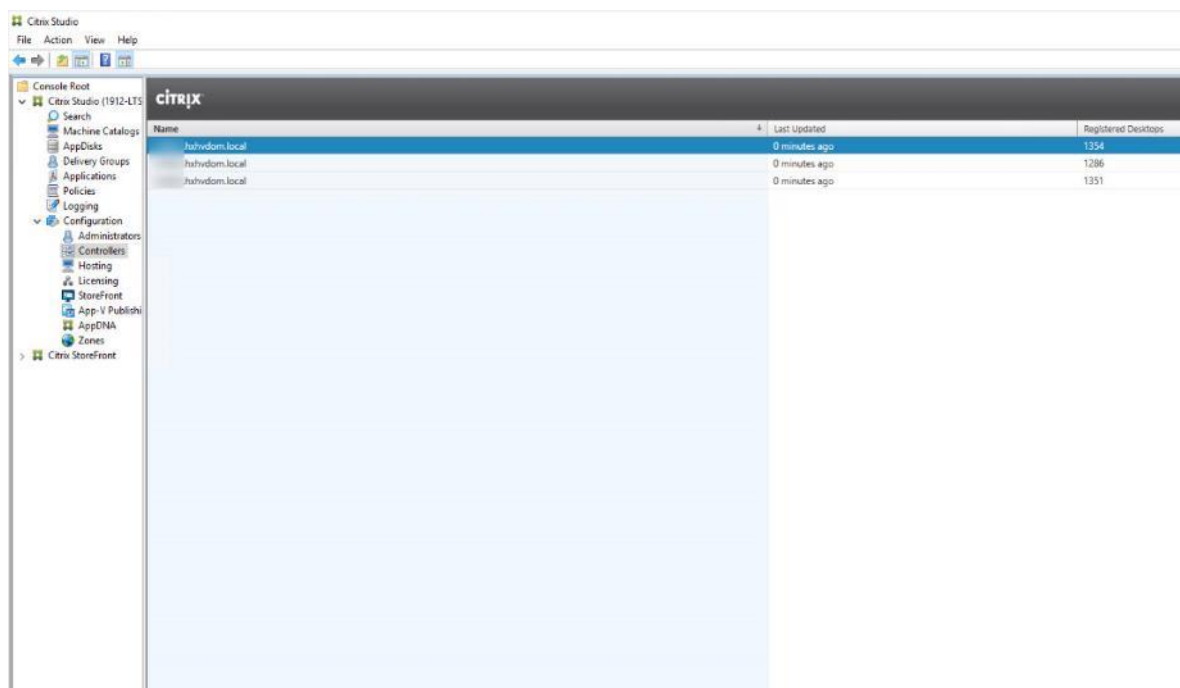 Citrix Studio
File Action View Help
Console Root
Citrix Studio (1912-LTS
Search
Machine Catalogs
AppDisks
Delivery Groups
Applications
Policies
Logging
Configuration
Administrators
Controllers
Hosting
Licensing
StoreFront
App-V Publishi
AppDNA
Zones
Citrix StoreFront
CITRIX
Name Last Updated Registered Desktops
.hxhvdom.local 0 minutes ago 1354
.hxhvdom.local 0 minutes ago 1286
.hxhvdom.local 0 minutes ago 1351